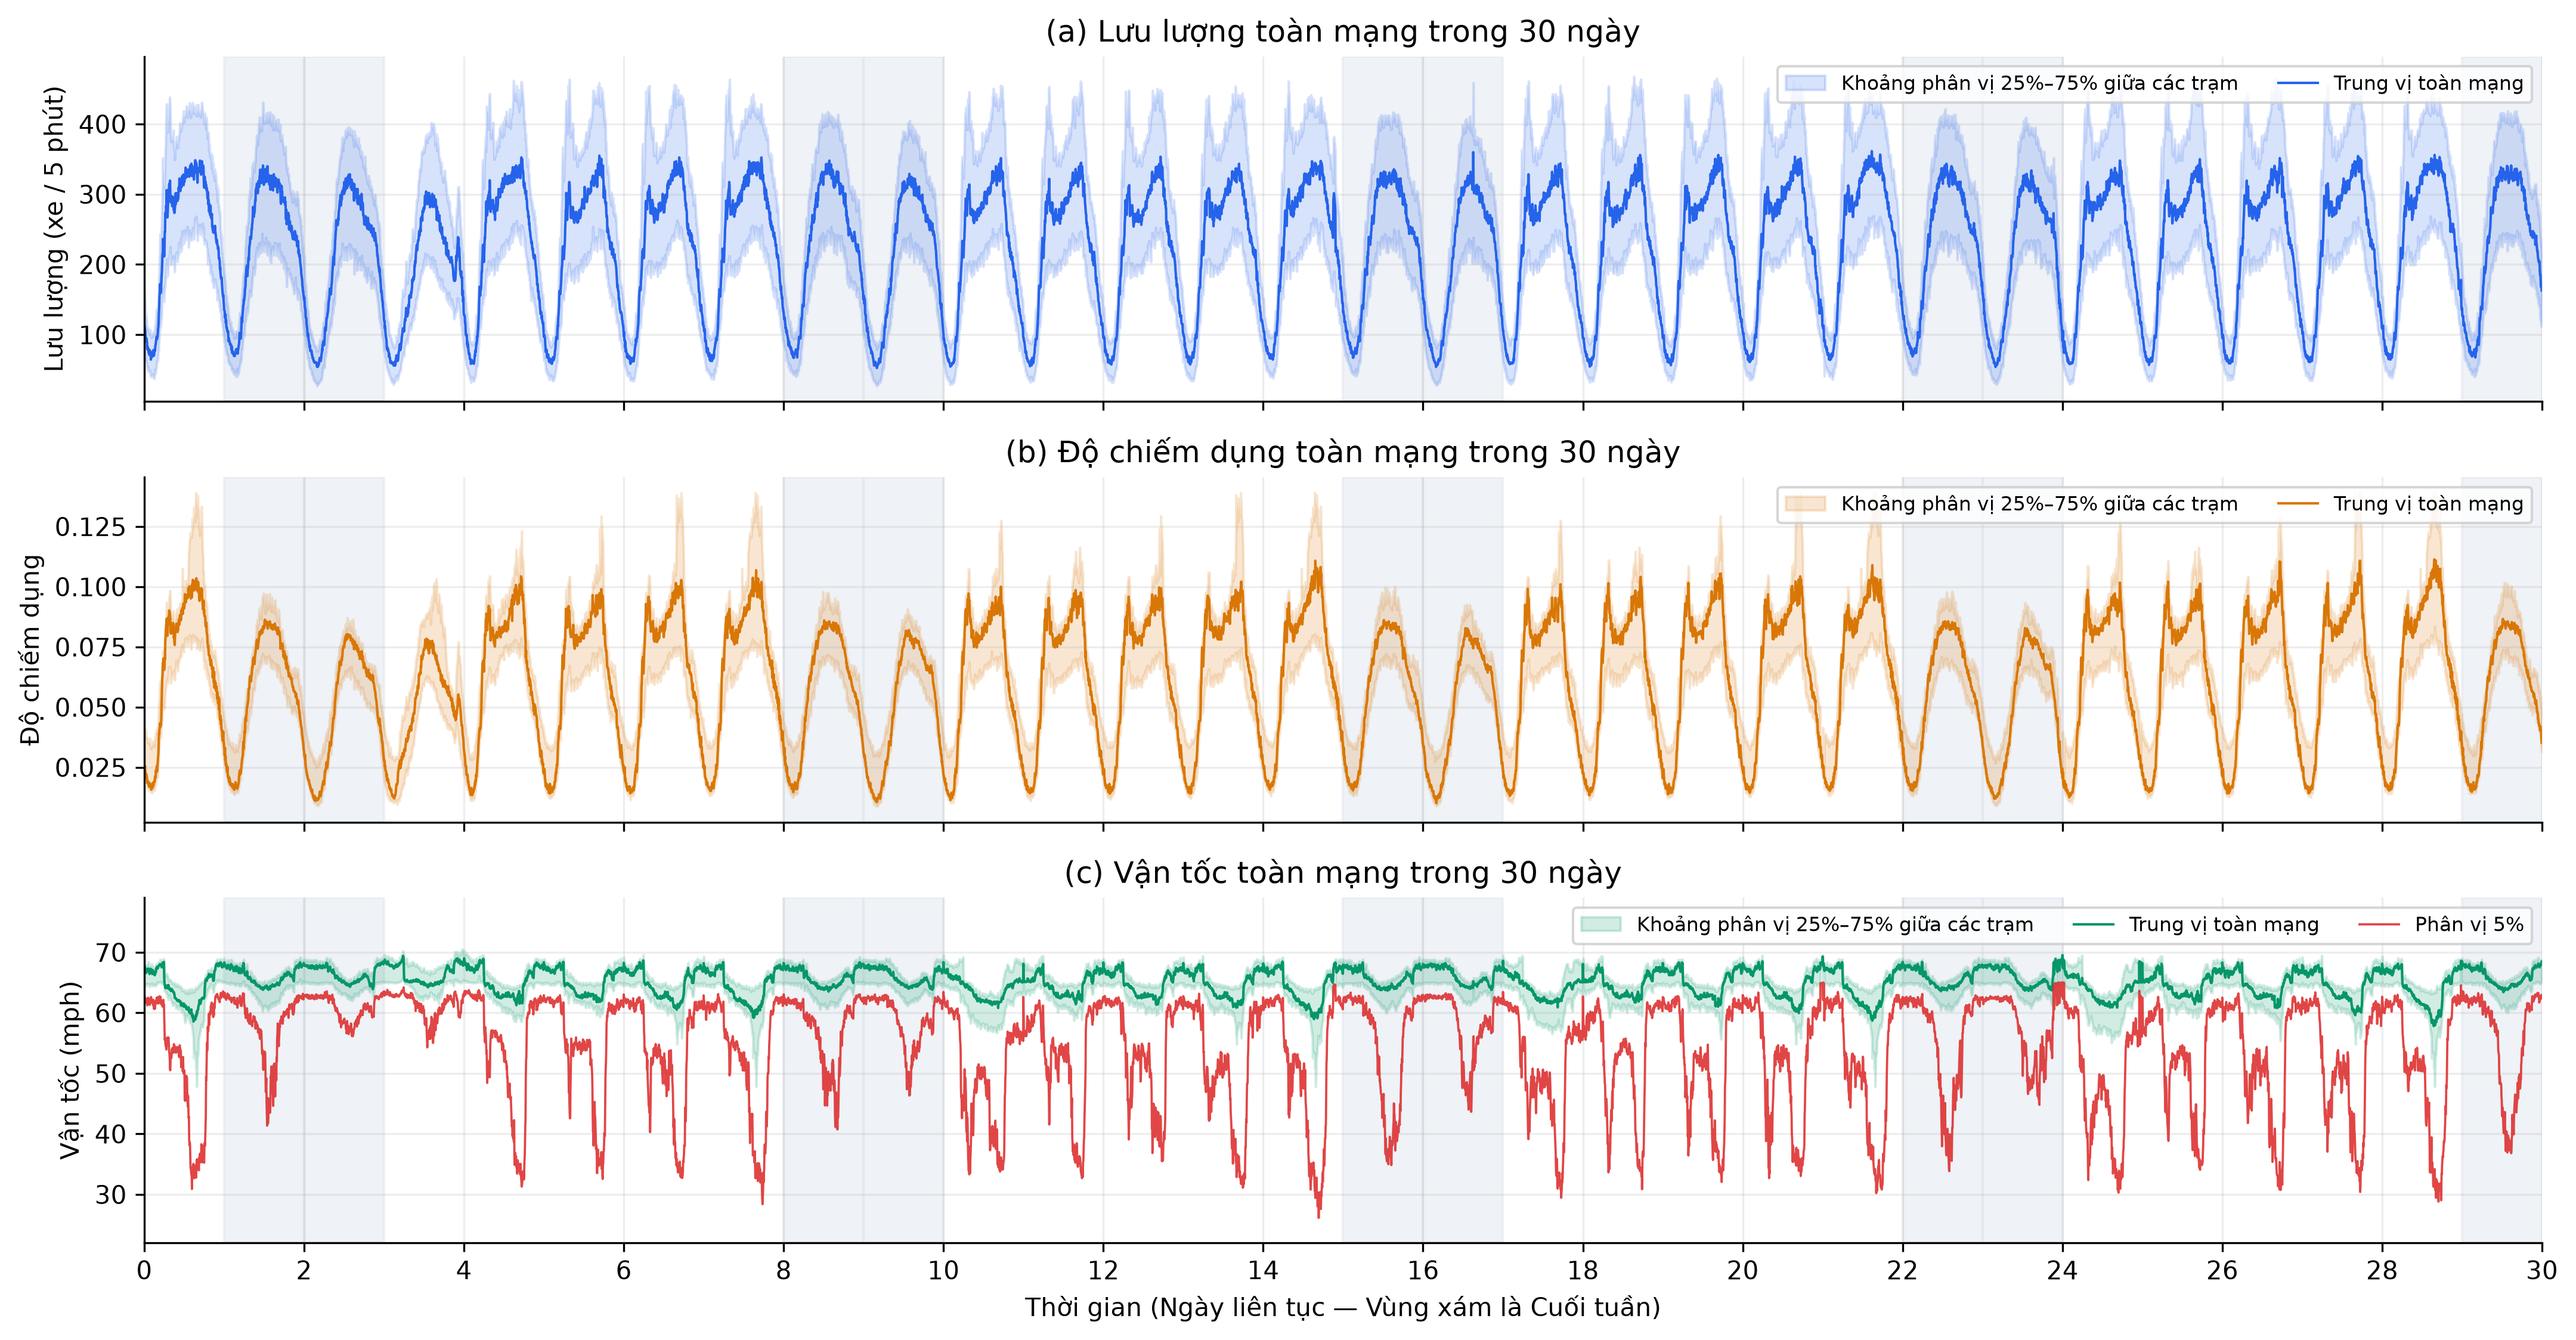 (a) Lưu lượng toàn mạng trong 30 ngày
Lưu lượng (xe / 5 phút)
400
300
200
100
Khoảng phân vị 25%–75% giữa các trạm
Trung vị toàn mạng
(b) Độ chiếm dụng toàn mạng trong 30 ngày
Độ chiếm dụng
0.125
0.100
0.075
0.050
0.025
Khoảng phân vị 25%–75% giữa các trạm
Trung vị toàn mạng
(c) Vận tốc toàn mạng trong 30 ngày
Vận tốc (mph)
70
60
50
40
30
Khoảng phân vị 25%–75% giữa các trạm
Trung vị toàn mạng
Phân vị 5%
0 2 4 6 8 10 12 14 16 18 20 22 24 26 28 30
Thời gian (Ngày liên tục — Vùng xám là Cuối tuần)